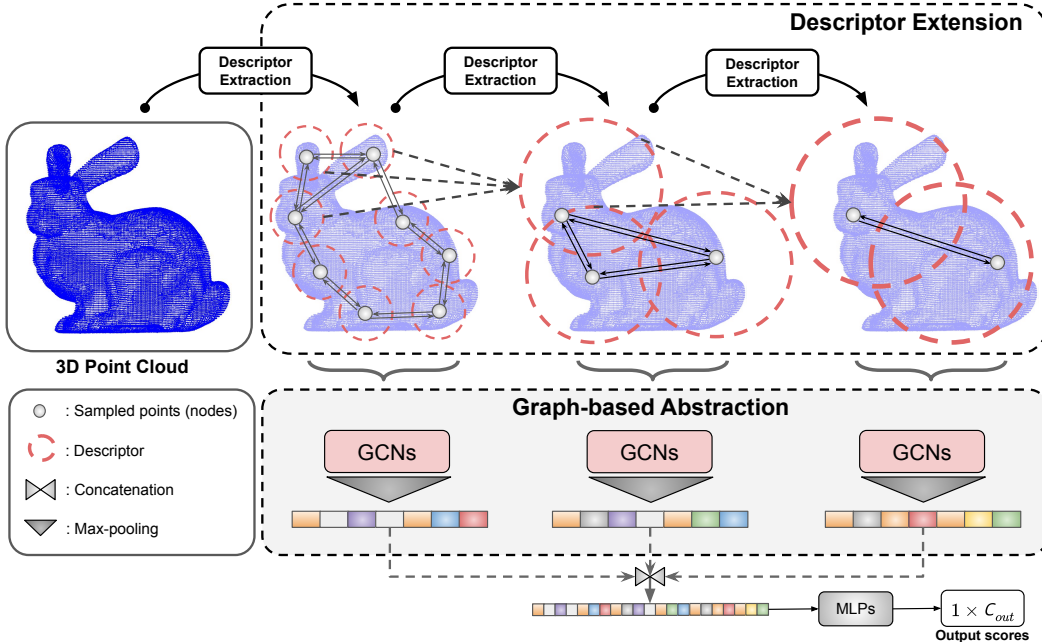 Descriptor Extension
Descriptor
Extraction
Descriptor
Extraction
Descriptor
Extraction
3D Point Cloud
: Sampled points (nodes)
: Descriptor
: Concatenation
: Max-pooling
Graph-based Abstraction
GCNs
GCNs
GCNs
MLPs
1 × C_out
Output scores